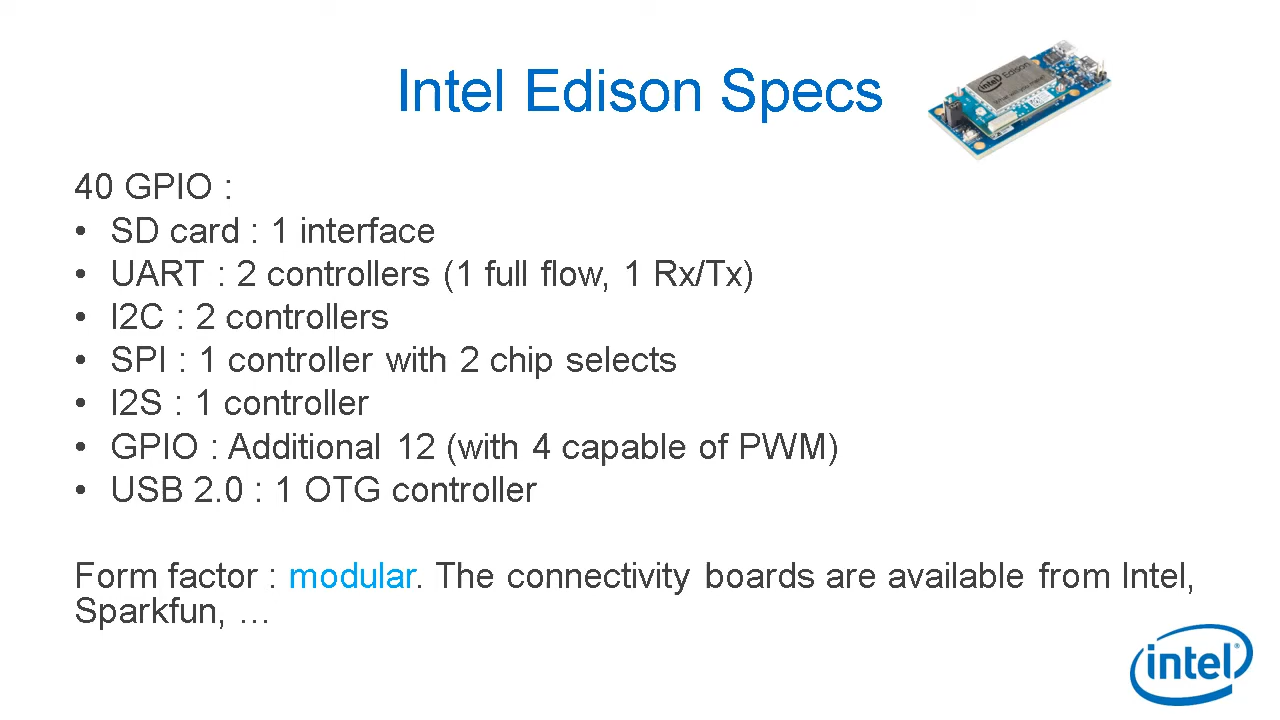 Intel Edison Specs
intel Edison
40 GPIO :
• SD card : 1 interface
• UART : 2 controllers (1 full flow, 1 Rx/Tx)
• I2C : 2 controllers
• SPI : 1 controller with 2 chip selects
• I2S : 1 controller
• GPIO : Additional 12 (with 4 capable of PWM)
• USB 2.0 : 1 OTG controller
Form factor : modular. The connectivity boards are available from Intel,
Sparkfun, …
intel®